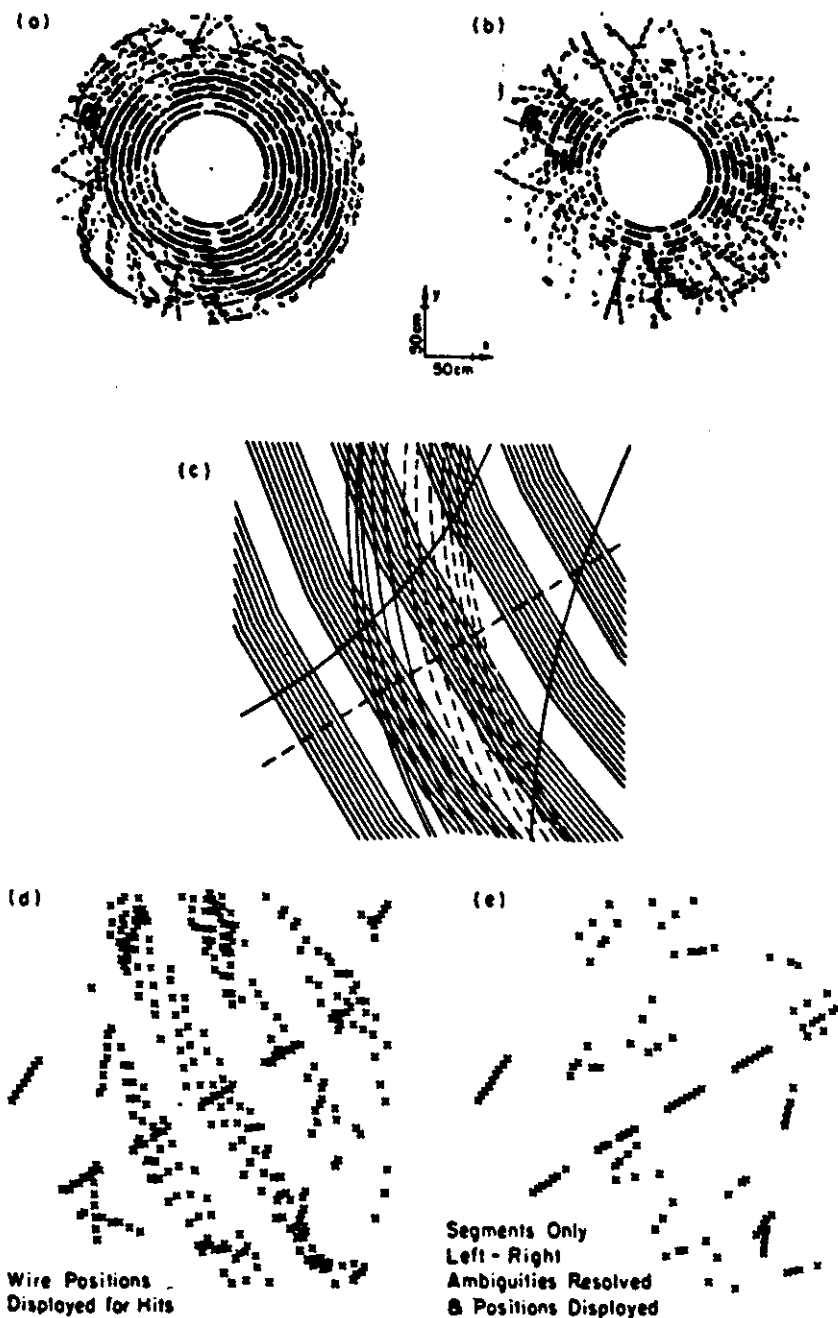 (a)
(b)
y
50cm
x
50cm
(c)
(d)
(e)
Wire Positions
Displayed for Hits
Segments Only
Left-Right
Ambiguities Resolved
& Positions Displayed